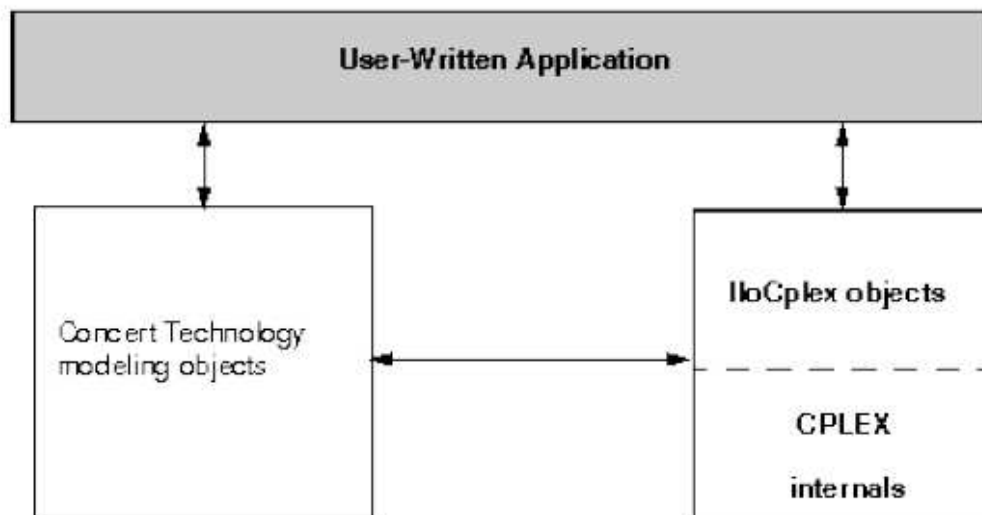 User-Written Application
Concert Technology
modeling objects
IloCplex objects
CPLEX
internals